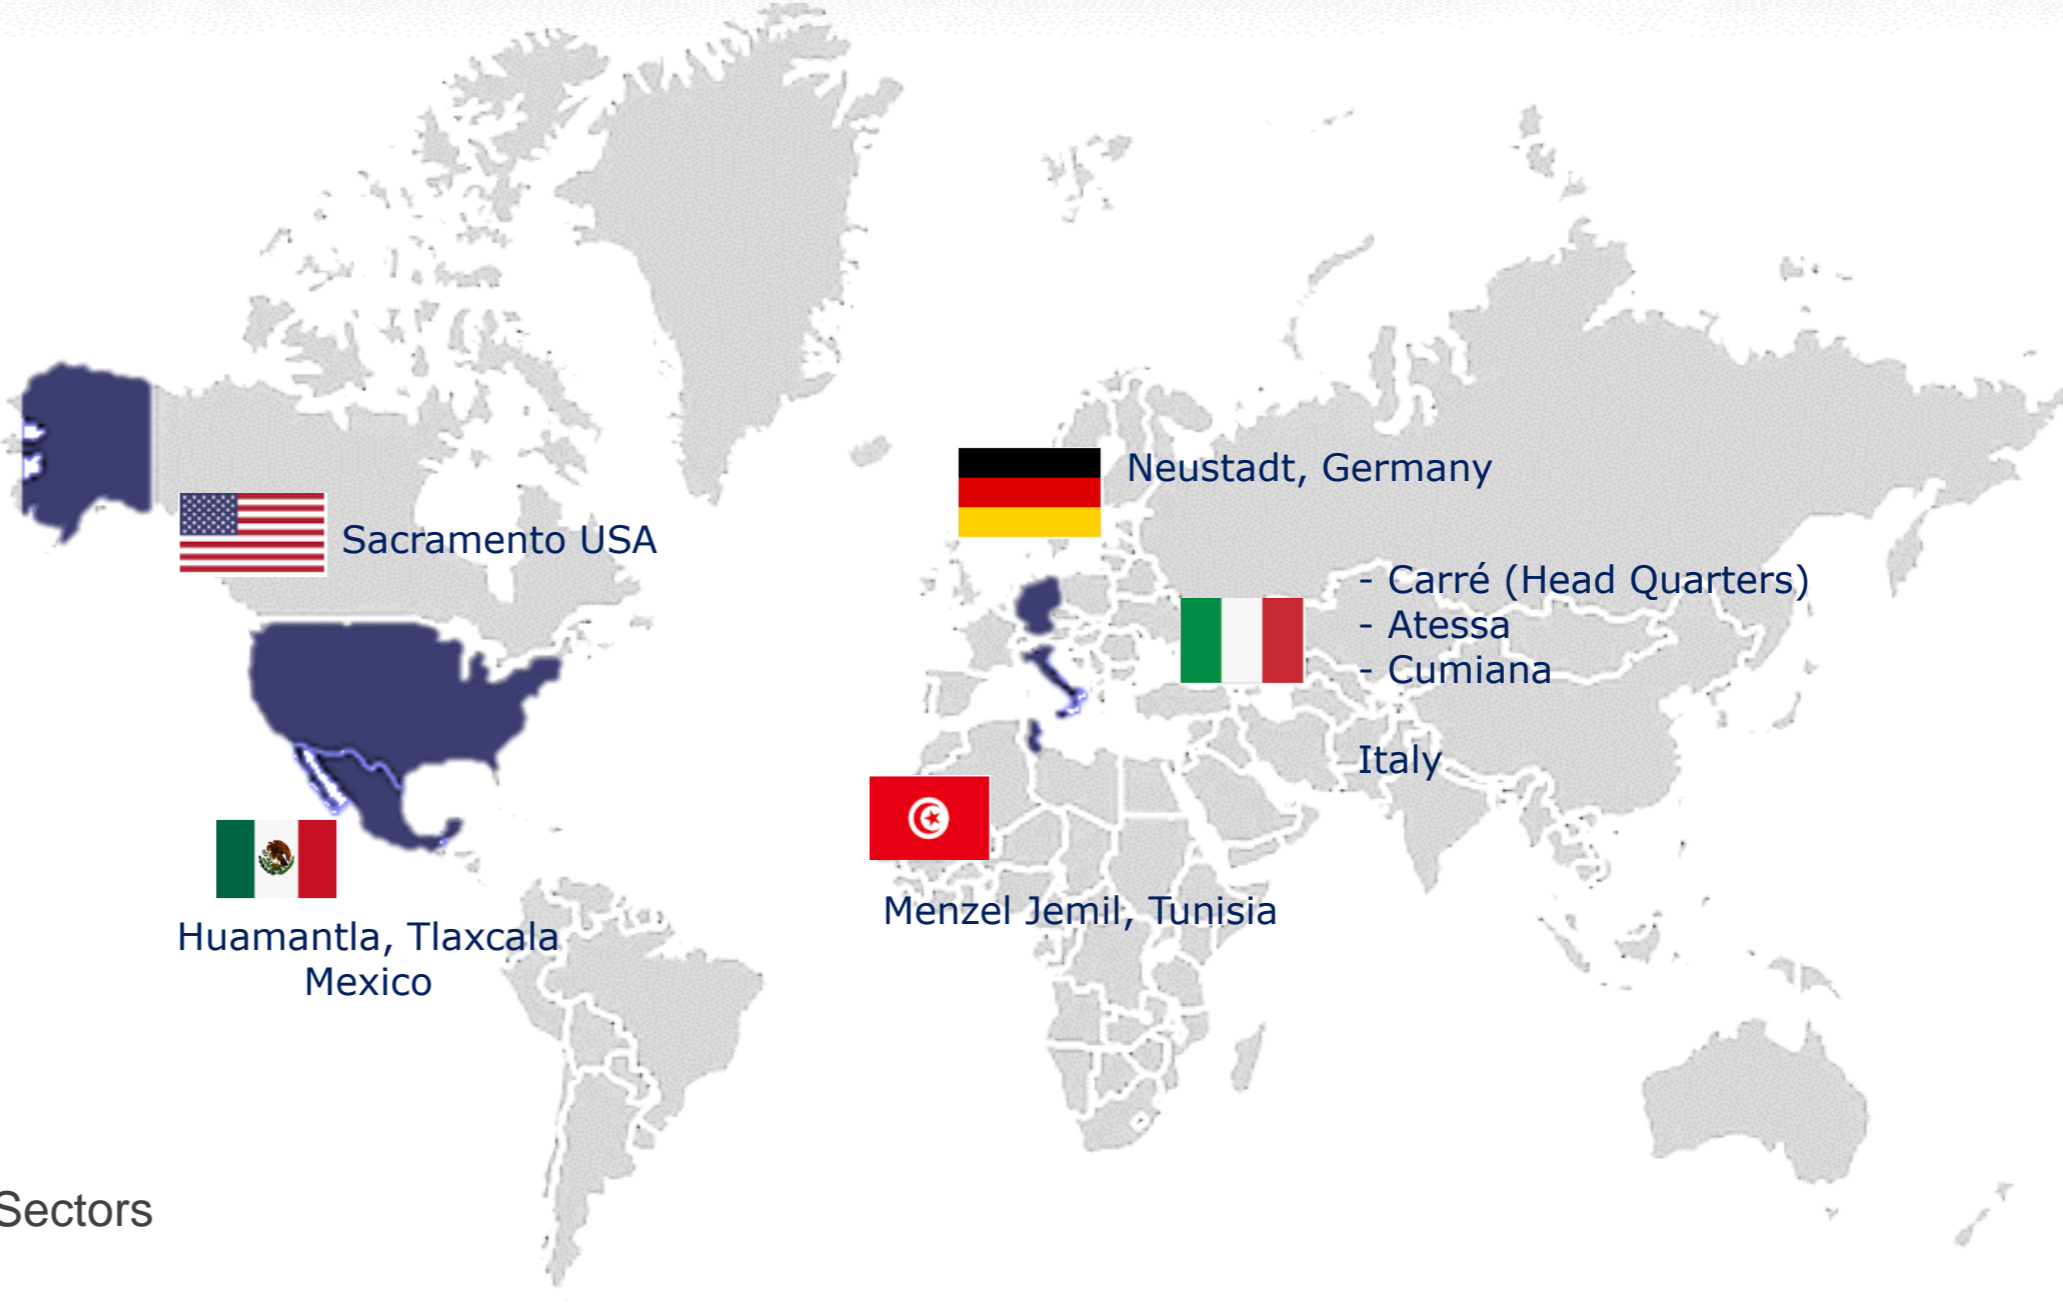 Neustadt, Germany
Sacramento USA
- Carré (Head Quarters)
- Atessa
- Cumiana
Italy
Menzel Jemil, Tunisia
Huamantla, Tlaxcala
Mexico
Sectors